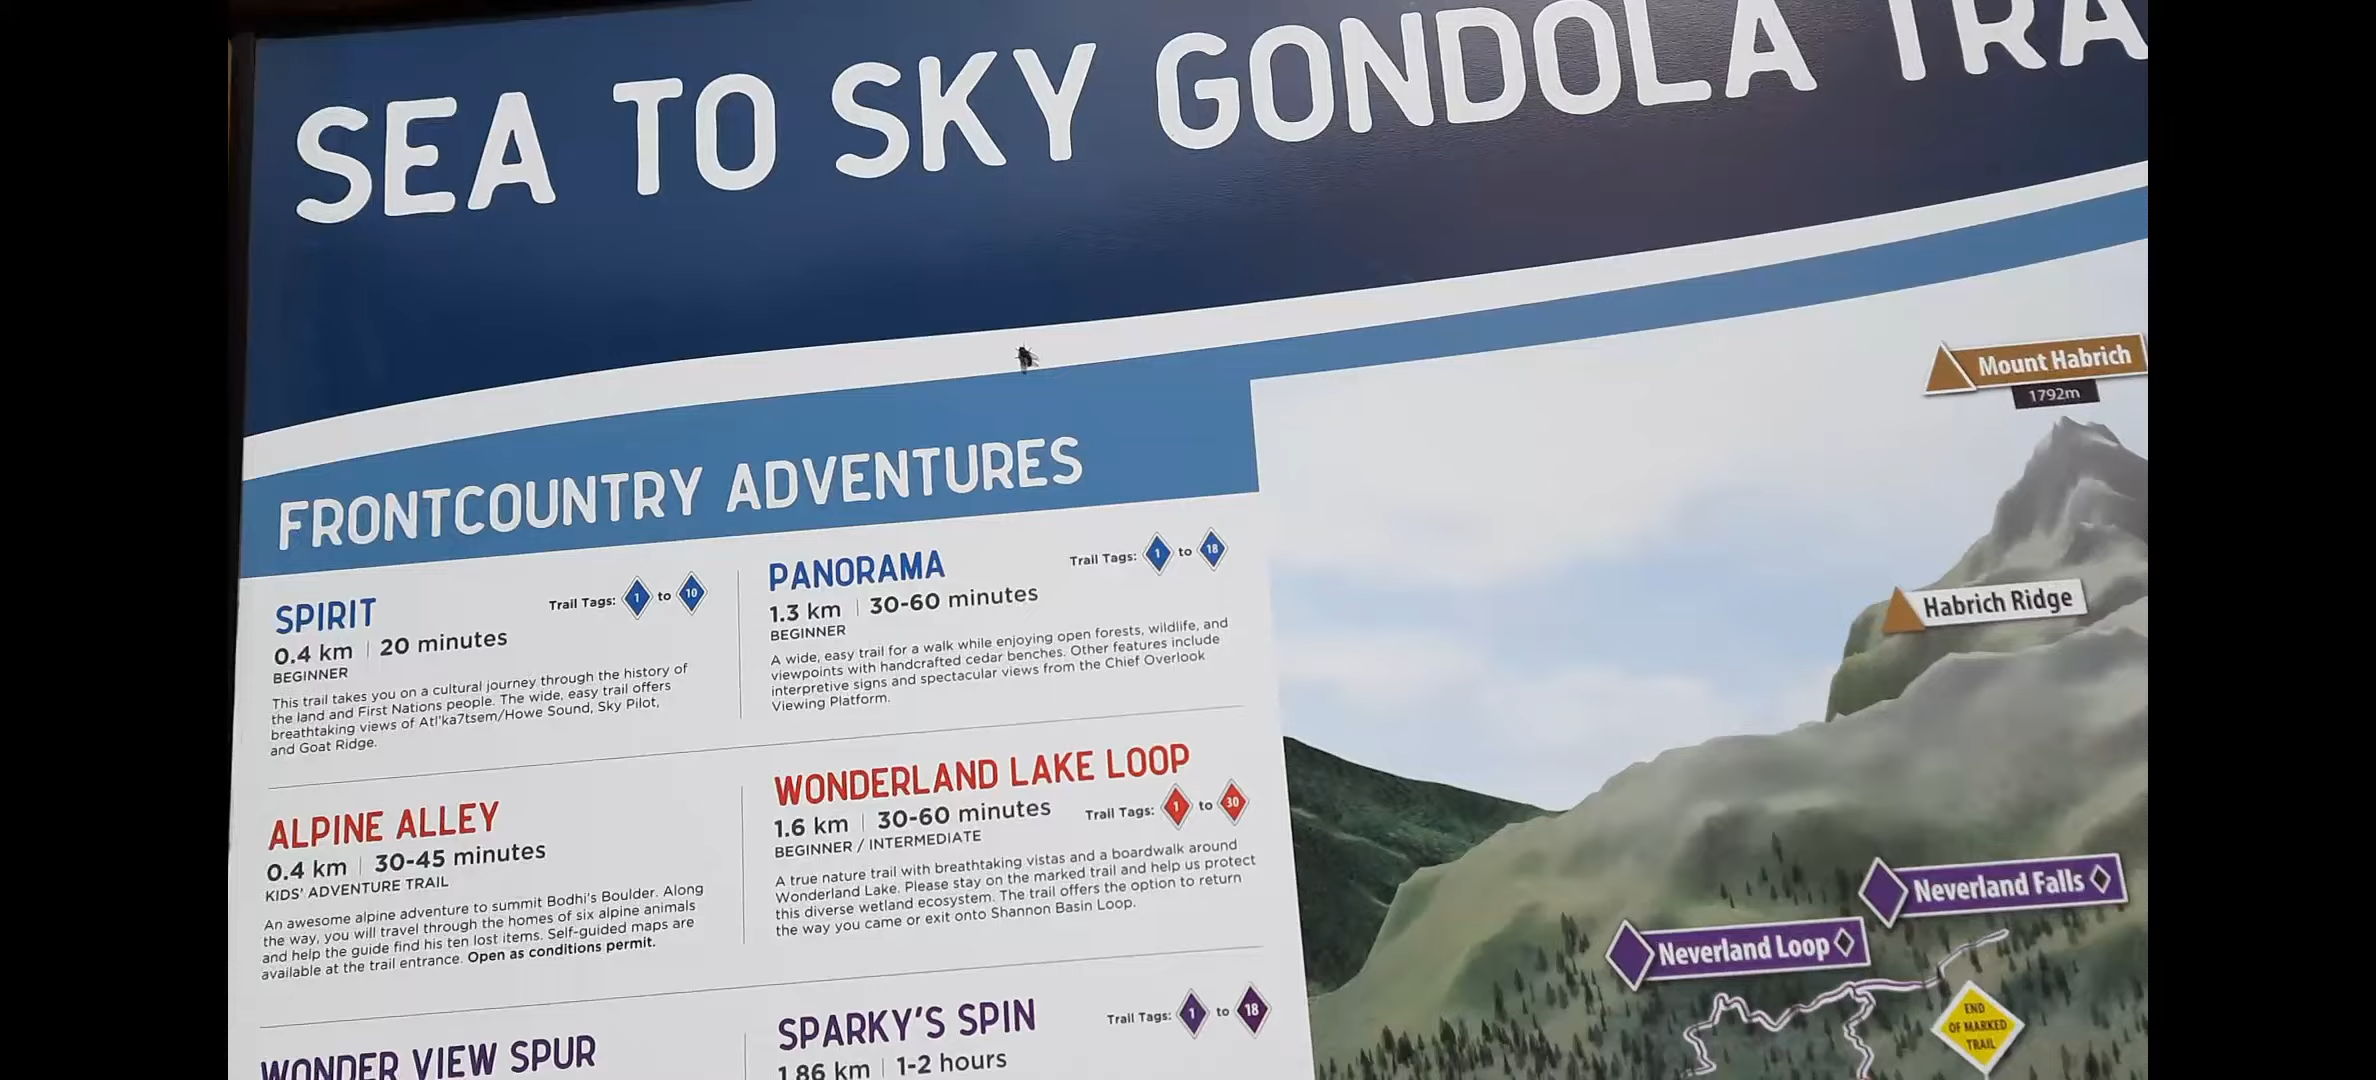 SEA TO SKY GONDOLA TRA
FRONTCOUNTRY ADVENTURES
SPIRIT
Trail Tags: 1 to 10
0.4 km | 20 minutes
BEGINNER
This trail takes you on a cultural journey through the history of
the land and First Nations people. The wide, easy trail offers
breathtaking views of Atl'ka7tsem/Howe Sound, Sky Pilot,
and Goat Ridge.
PANORAMA
Trail Tags: 1 to 18
1.3 km | 30-60 minutes
BEGINNER
A wide, easy trail for a walk while enjoying open forests, wildlife, and
viewpoints with handcrafted cedar benches. Other features include
interpretive signs and spectacular views from the Chief Overlook
Viewing Platform.
ALPINE ALLEY
0.4 km | 30-45 minutes
KIDS' ADVENTURE TRAIL
An awesome alpine adventure to summit Bodhi's Boulder. Along
the way, you will travel through the homes of six alpine animals
and help the guide find his ten lost items. Self-guided maps are
available at the trail entrance. Open as conditions permit.
WONDERLAND LAKE LOOP
1.6 km | 30-60 minutes
Trail Tags: 1 to 30
BEGINNER / INTERMEDIATE
A true nature trail with breathtaking vistas and a boardwalk around
Wonderland Lake. Please stay on the marked trail and help us protect
this diverse wetland ecosystem. The trail offers the option to return
the way you came or exit onto Shannon Basin Loop.
WONDER VIEW SPUR
SPARKY'S SPIN
Trail Tags: 1 to 18
1.86 km | 1-2 hours
Mount Habrich
1792m
Habrich Ridge
Neverland Falls
Neverland Loop
END
OF MARKED
TRAIL